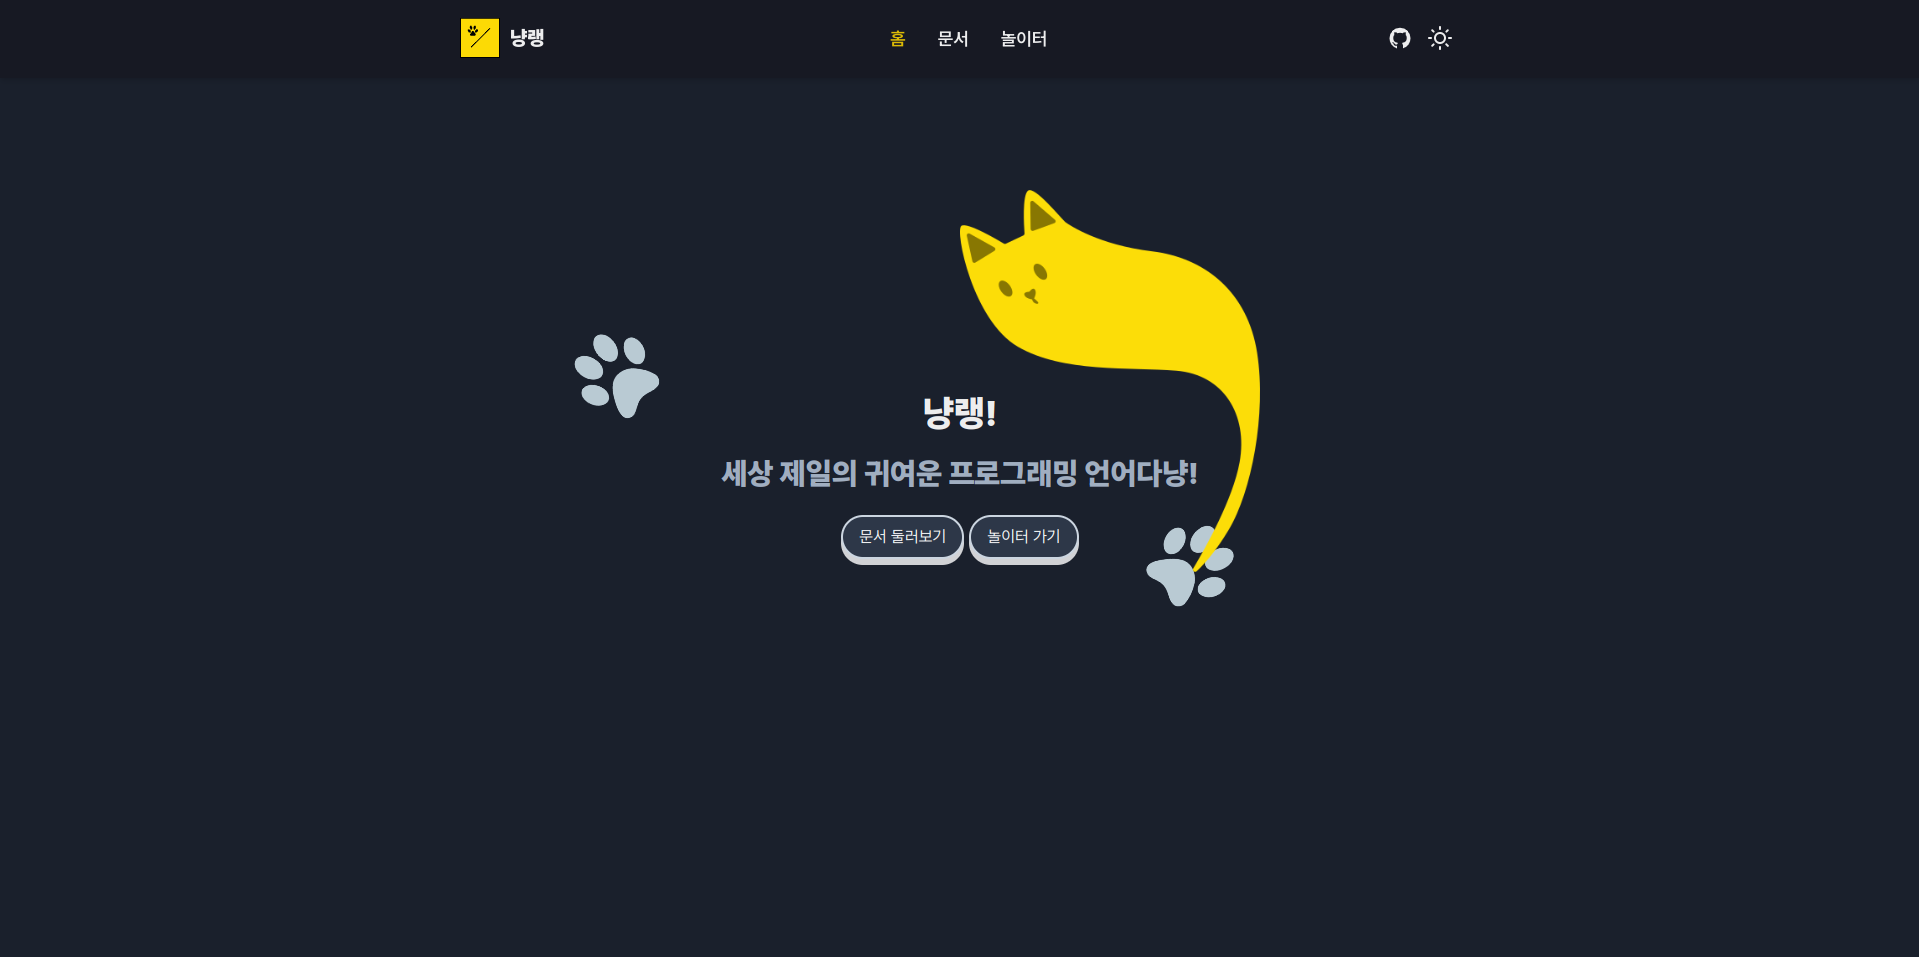 냥랭
홈 문서 놀이터
냥랭!
세상 제일의 귀여운 프로그래밍 언어다냥!
문서 둘러보기 놀이터 가기